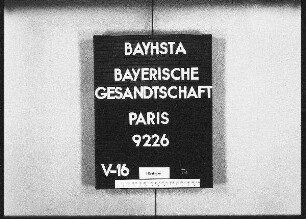 BAYHSTA
BAYERISCHE
GESANDTSCHAFT
PARIS
9226
V-16